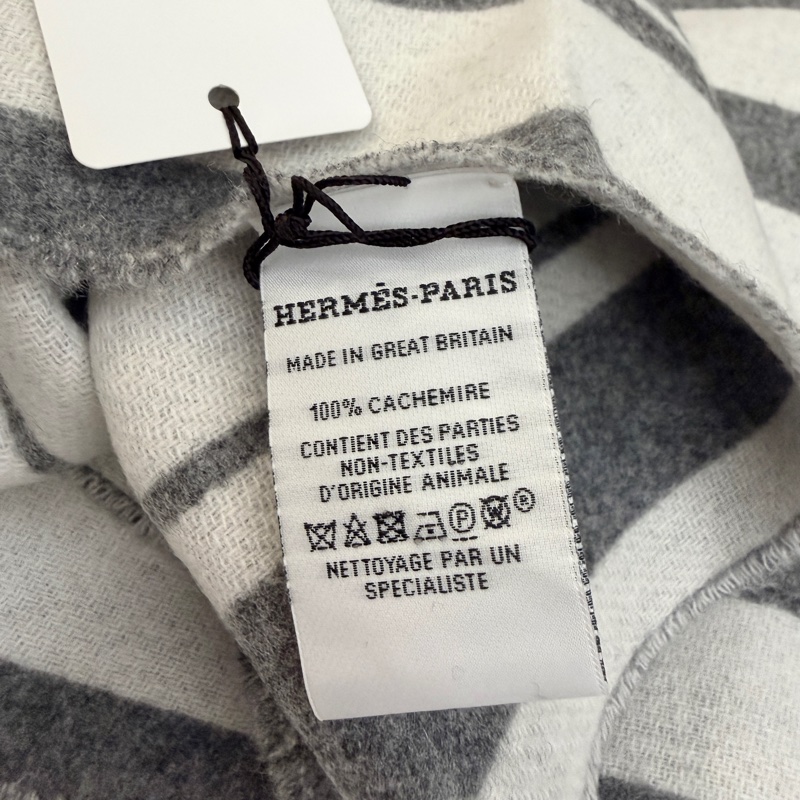 HERMÈS-PARIS
MADE IN GREAT BRITAIN
100% CACHEMIRE
CONTIENT DES PARTIES
NON-TEXTILES
D'ORIGINE ANIMALE
P W ®
NETTOYAGE PAR UN
SPECIALISTE